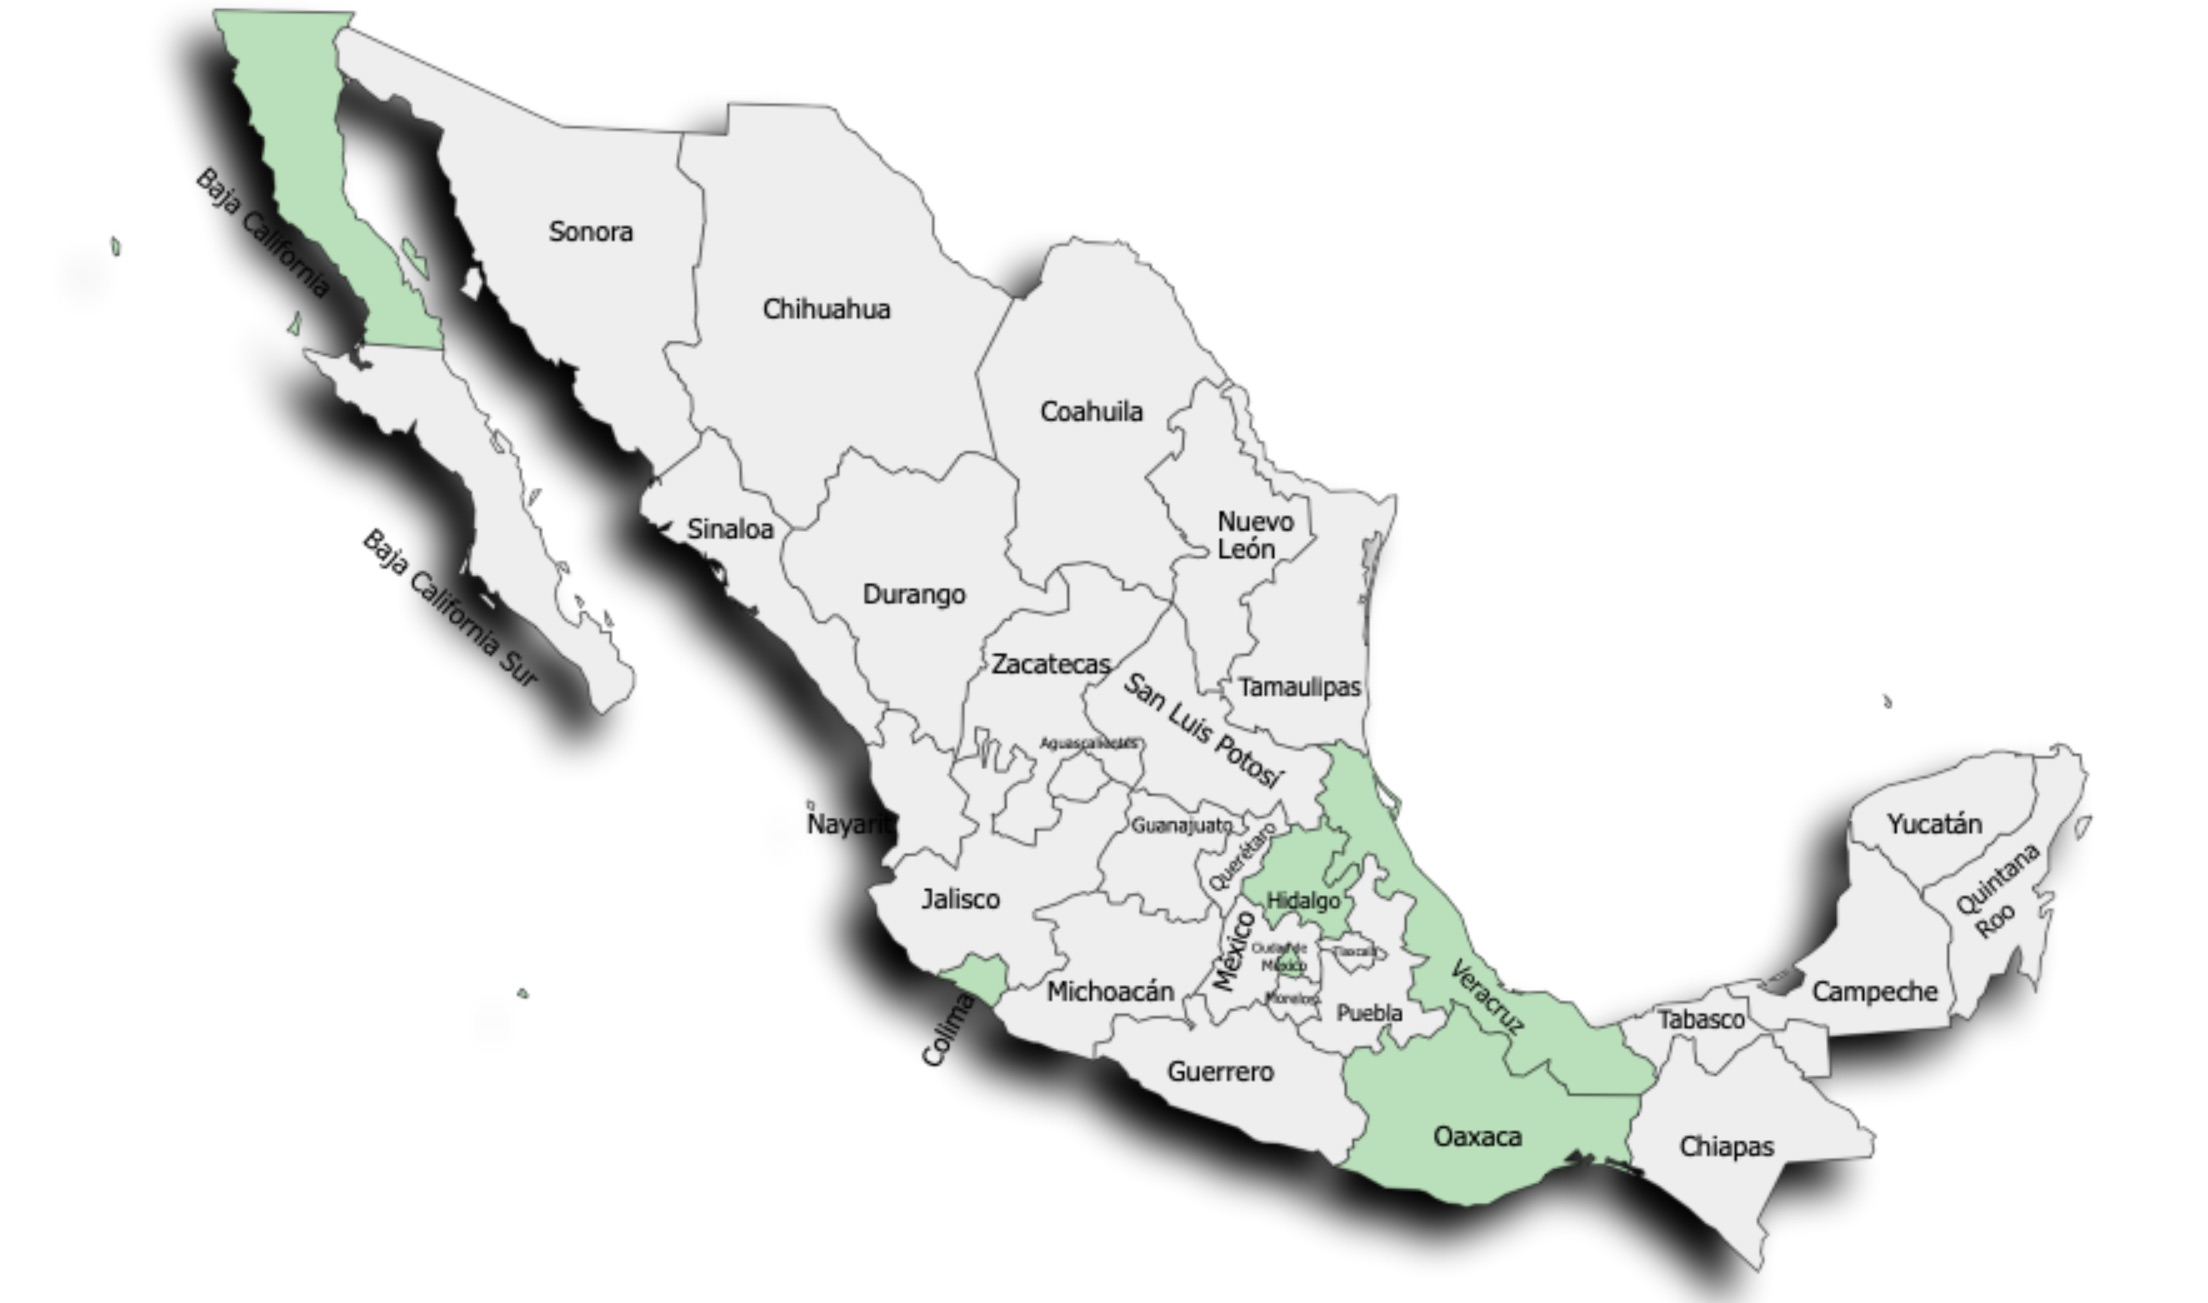 Baja California
Sonora
Chihuahua
Coahuila
Nuevo
León
Sinaloa
Durango
Baja California Sur
Zacatecas
San Luis Potosí
Tamaulipas
Aguascalientes
Nayarit
Guanajuato
Querétaro
Yucatán
Quintana
Roo
Jalisco
Hidalgo
México
Ciudad de
México
Tlaxcala
Michoacán
Morelos
Puebla
Veracruz
Campeche
Tabasco
Colima
Guerrero
Oaxaca
Chiapas